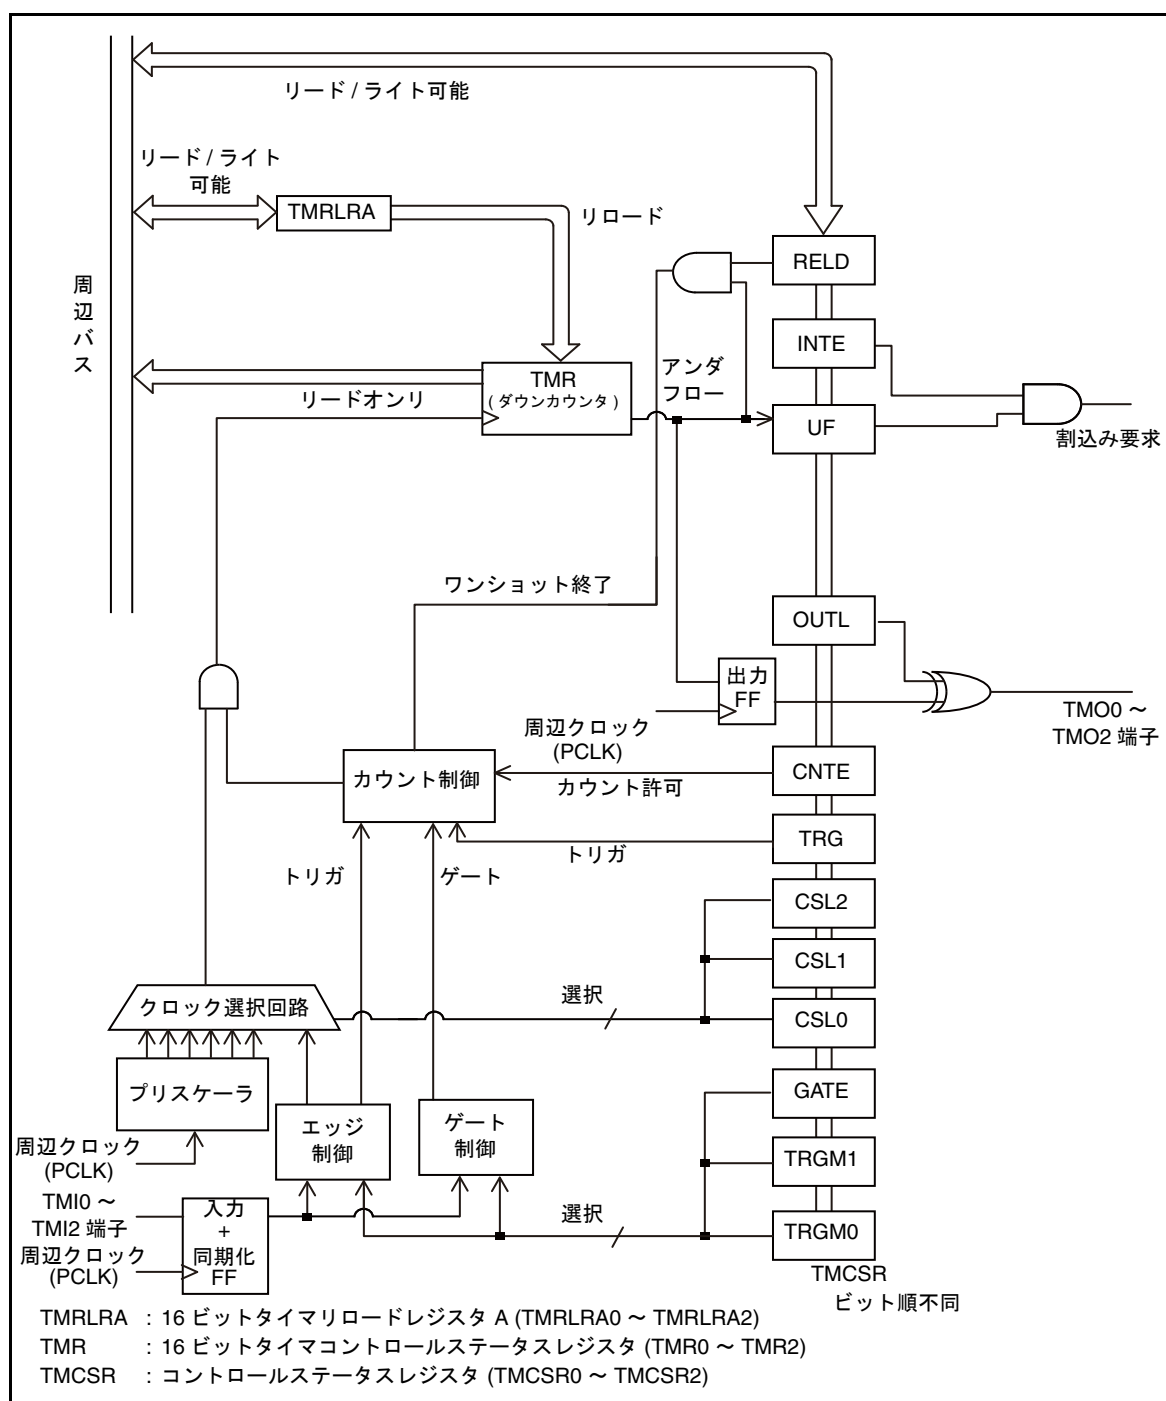 リード / ライト可能
リード / ライト
可能
TMRLRA
リロード
周
辺
バ
ス
RELD
INTE
TMR
( ダウンカウンタ )
アンダ
フロー
リードオンリ
UF
割込み要求
ワンショット終了
OUTL
出力
FF
周辺クロック
(PCLK)
TMO0 ~
TMO2 端子
カウント制御
CNTE
カウント許可
TRG
トリガ
トリガ
ゲート
CSL2
CSL1
クロック選択回路
選択
CSL0
プリスケーラ
GATE
エッジ
制御
ゲート
制御
周辺クロック
(PCLK)
TRGM1
TMI0 ~
TMI2 端子
入力
+
同期化
FF
選択
TRGM0
周辺クロック
(PCLK)
TMCSR
ビット順不同
TMRLRA : 16 ビットタイマリロードレジスタ A (TMRLRA0 ~ TMRLRA2)
TMR : 16 ビットタイマコントロールステータスレジスタ (TMR0 ~ TMR2)
TMCSR : コントロールステータスレジスタ (TMCSR0 ~ TMCSR2)